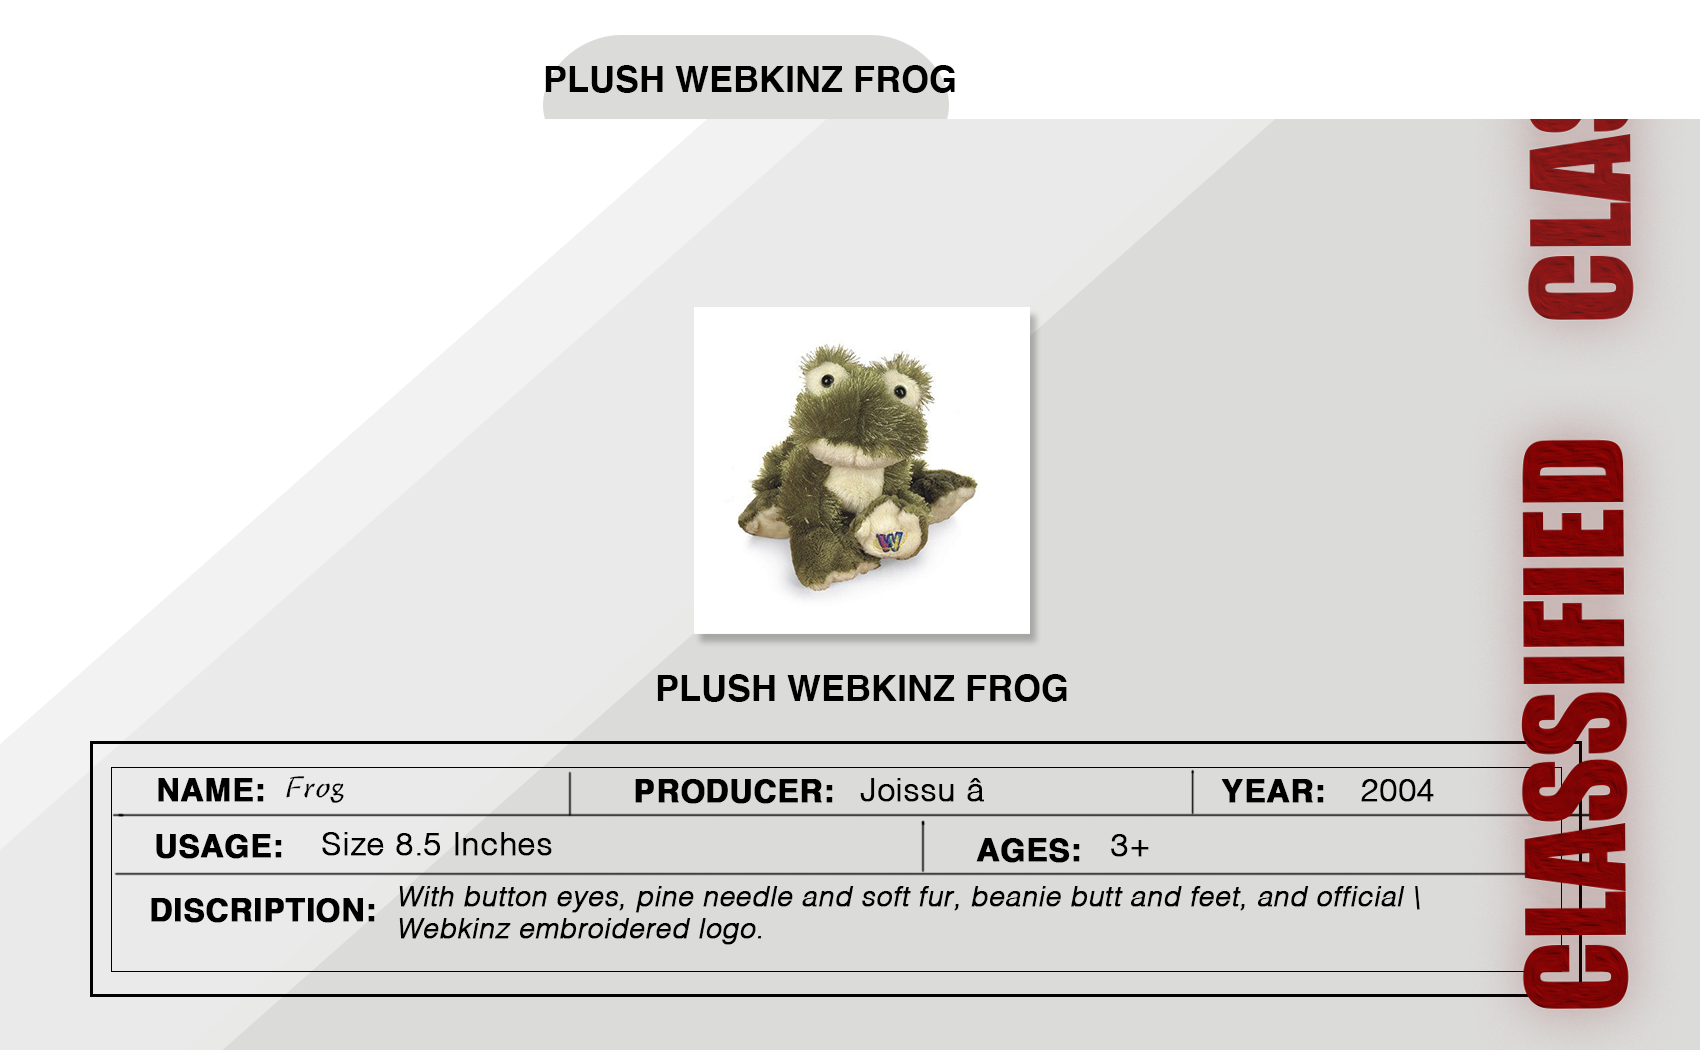 PLUSH WEBKINZ FROG
CLAS
W
PLUSH WEBKINZ FROG
NAME: Frog PRODUCER: Joissu â YEAR: 2004
USAGE: Size 8.5 Inches AGES: 3+
DISCRIPTION: With button eyes, pine needle and soft fur, beanie butt and feet, and official \
Webkinz embroidered logo.
CLASSIFIED